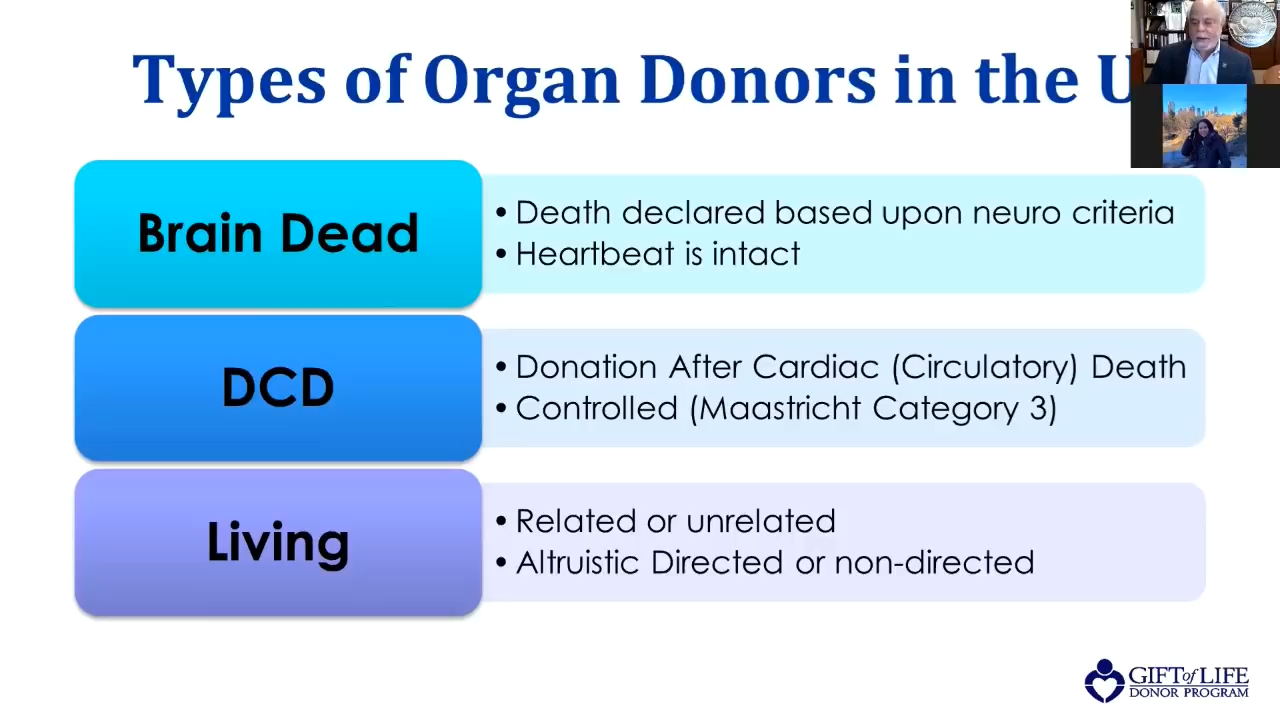 Types of Organ Donors in the U
Brain Dead
• Death declared based upon neuro criteria
• Heartbeat is intact
DCD
• Donation After Cardiac (Circulatory) Death
• Controlled (Maastricht Category 3)
Living
• Related or unrelated
• Altruistic Directed or non-directed
GIFT of LIFE
DONOR PROGRAM